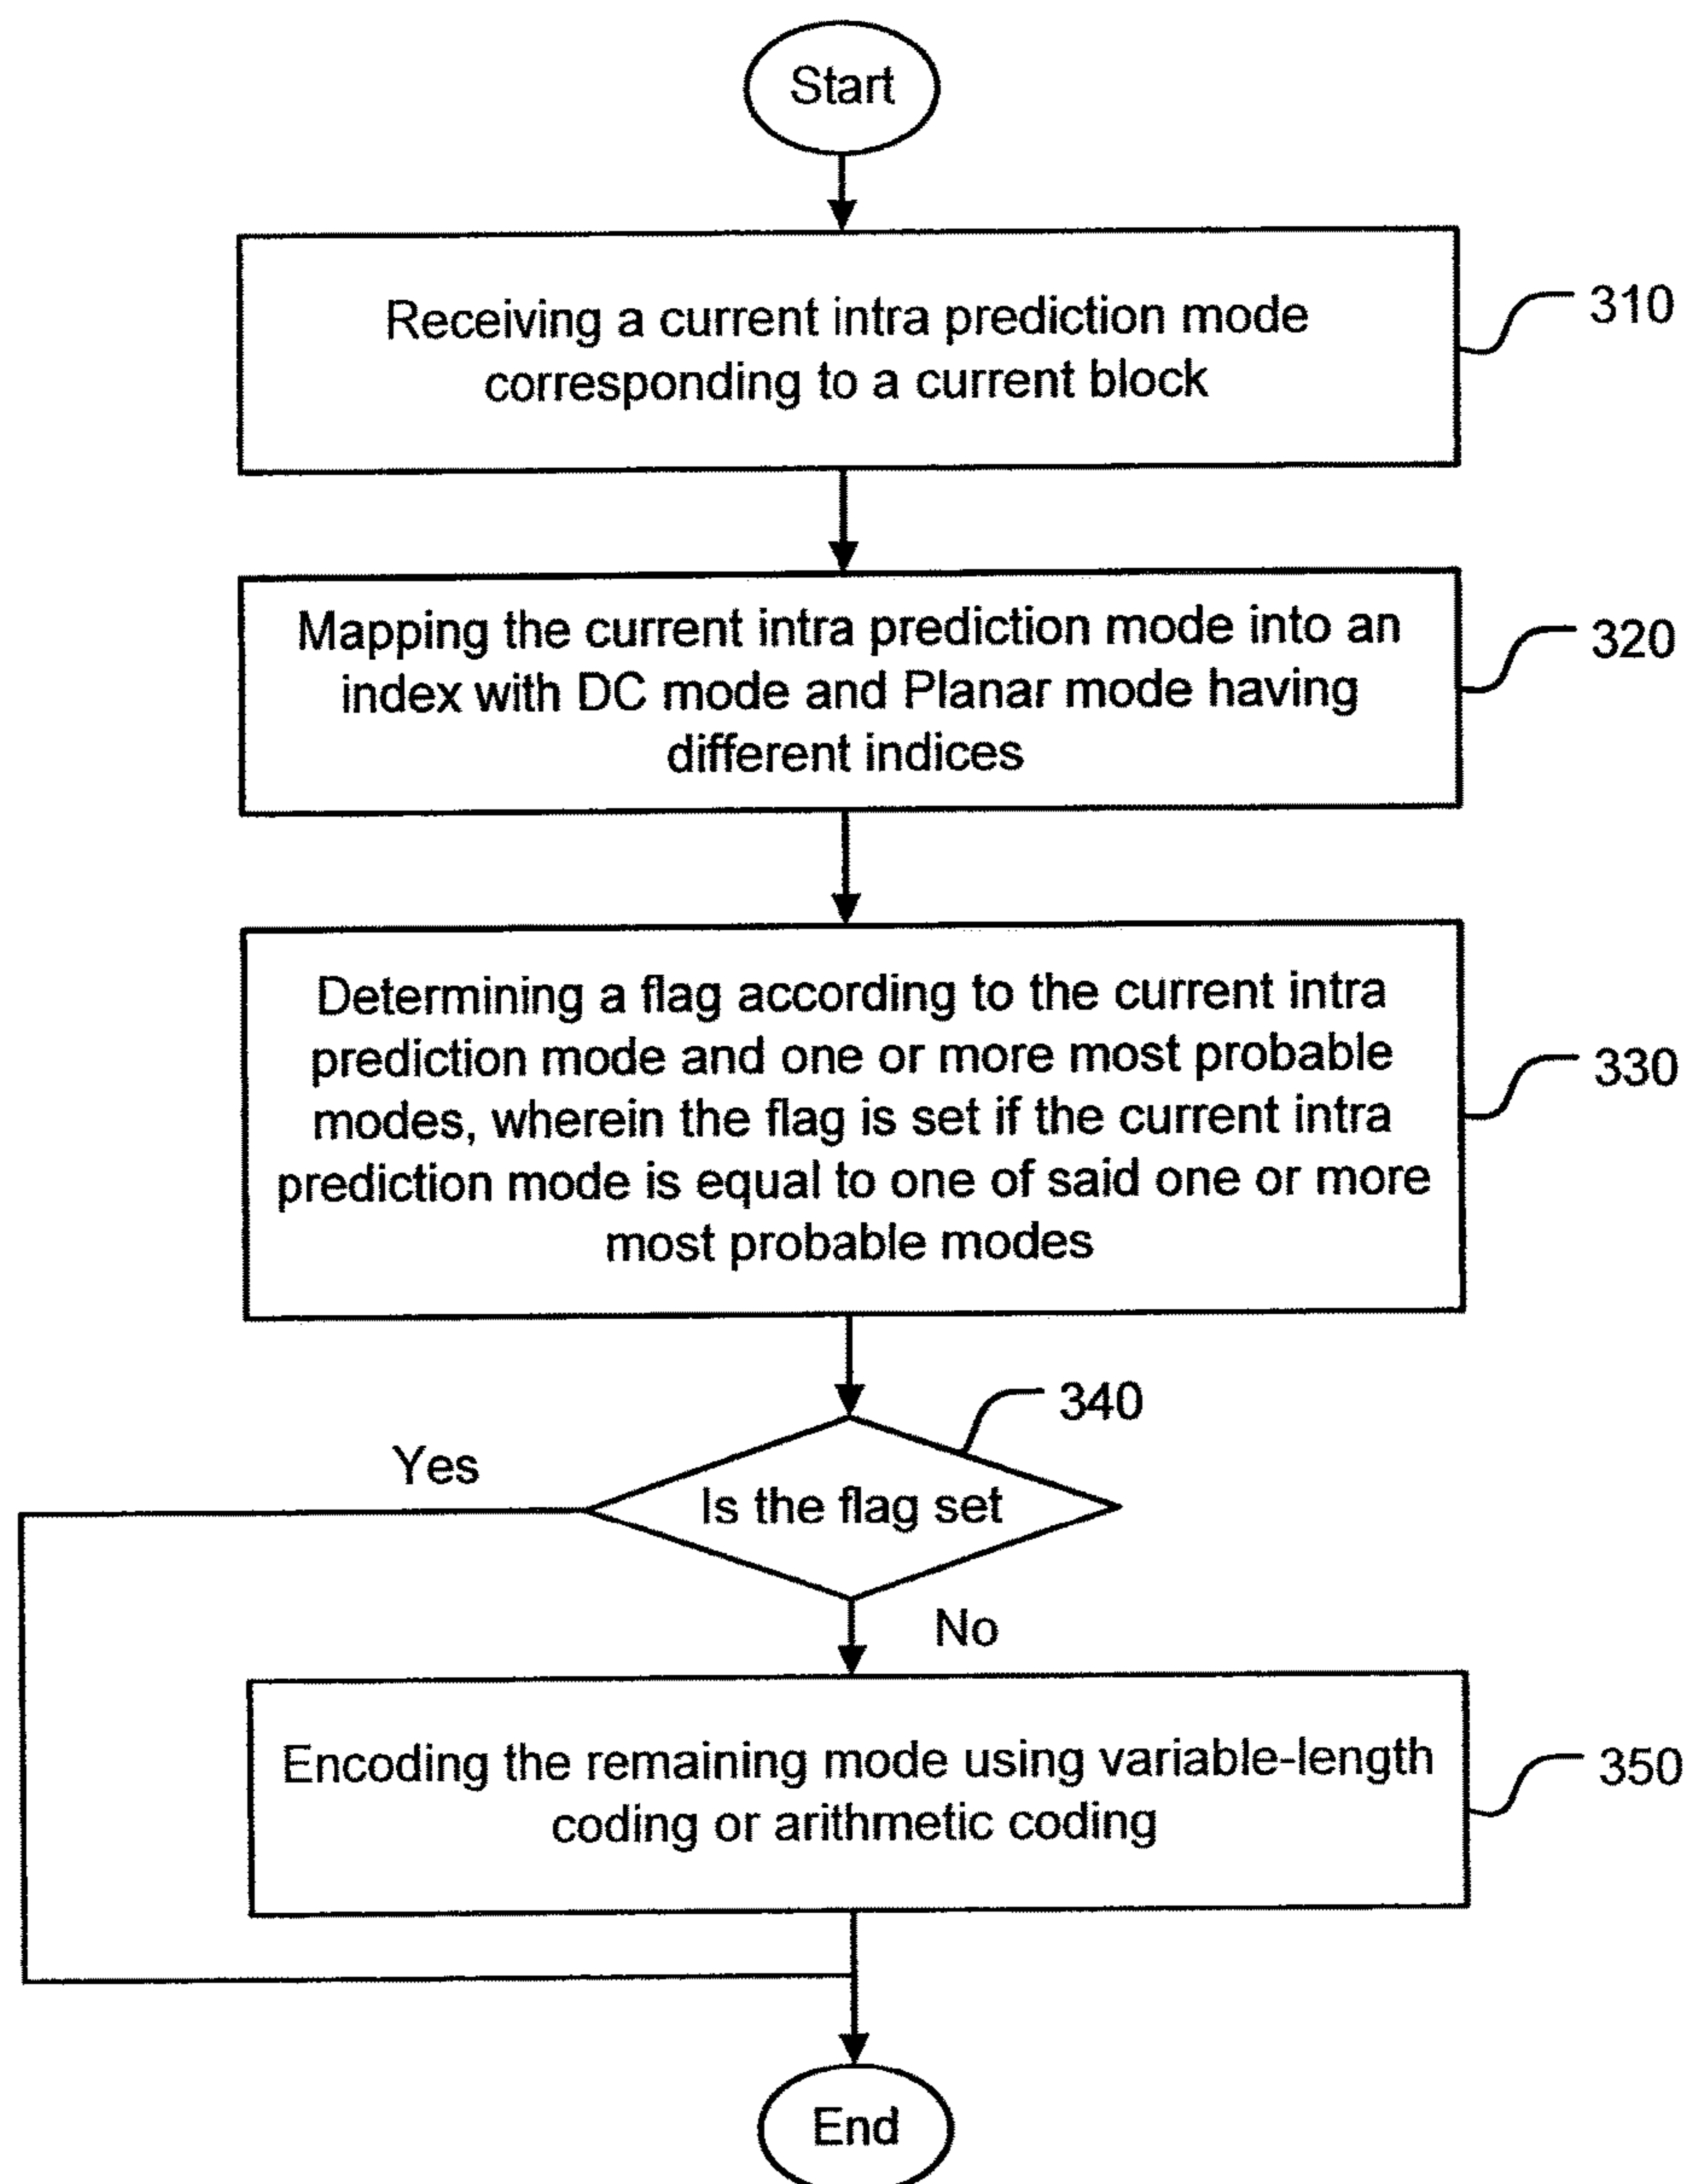 Start
Receiving a current intra prediction mode
corresponding to a current block
310
Mapping the current intra prediction mode into an
index with DC mode and Planar mode having
different indices
320
Determining a flag according to the current intra
prediction mode and one or more most probable
modes, wherein the flag is set if the current intra
prediction mode is equal to one of said one or more
most probable modes
330
340
Yes
Is the flag set
No
Encoding the remaining mode using variable-length
coding or arithmetic coding
350
End